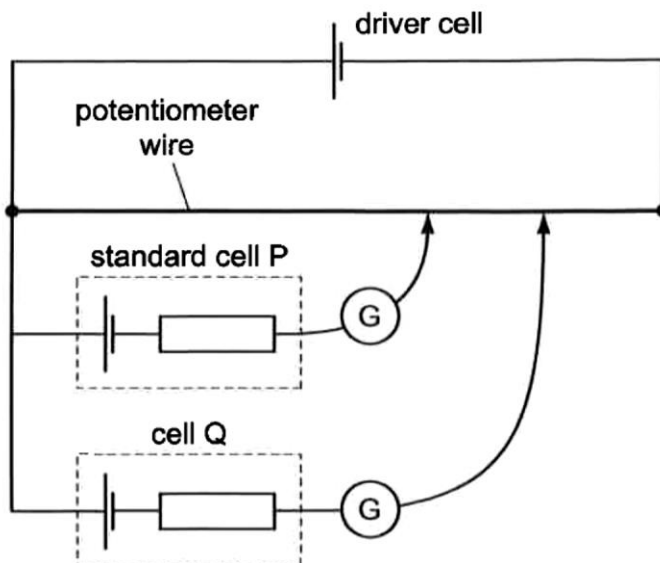 driver cell
potentiometer
wire
standard cell P
G
cell Q
G